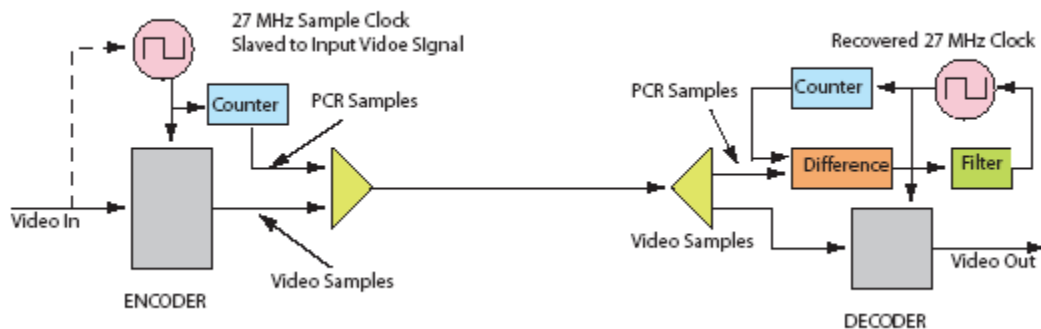 27 MHz Sample Clock
Slaved to Input Vidoe SIgnal
Counter
PCR Samples
Video In
Video Samples
ENCODER
Recovered 27 MHz Clock
PCR Samples
Counter
Difference
Filter
Video Samples
Video Out
DECODER